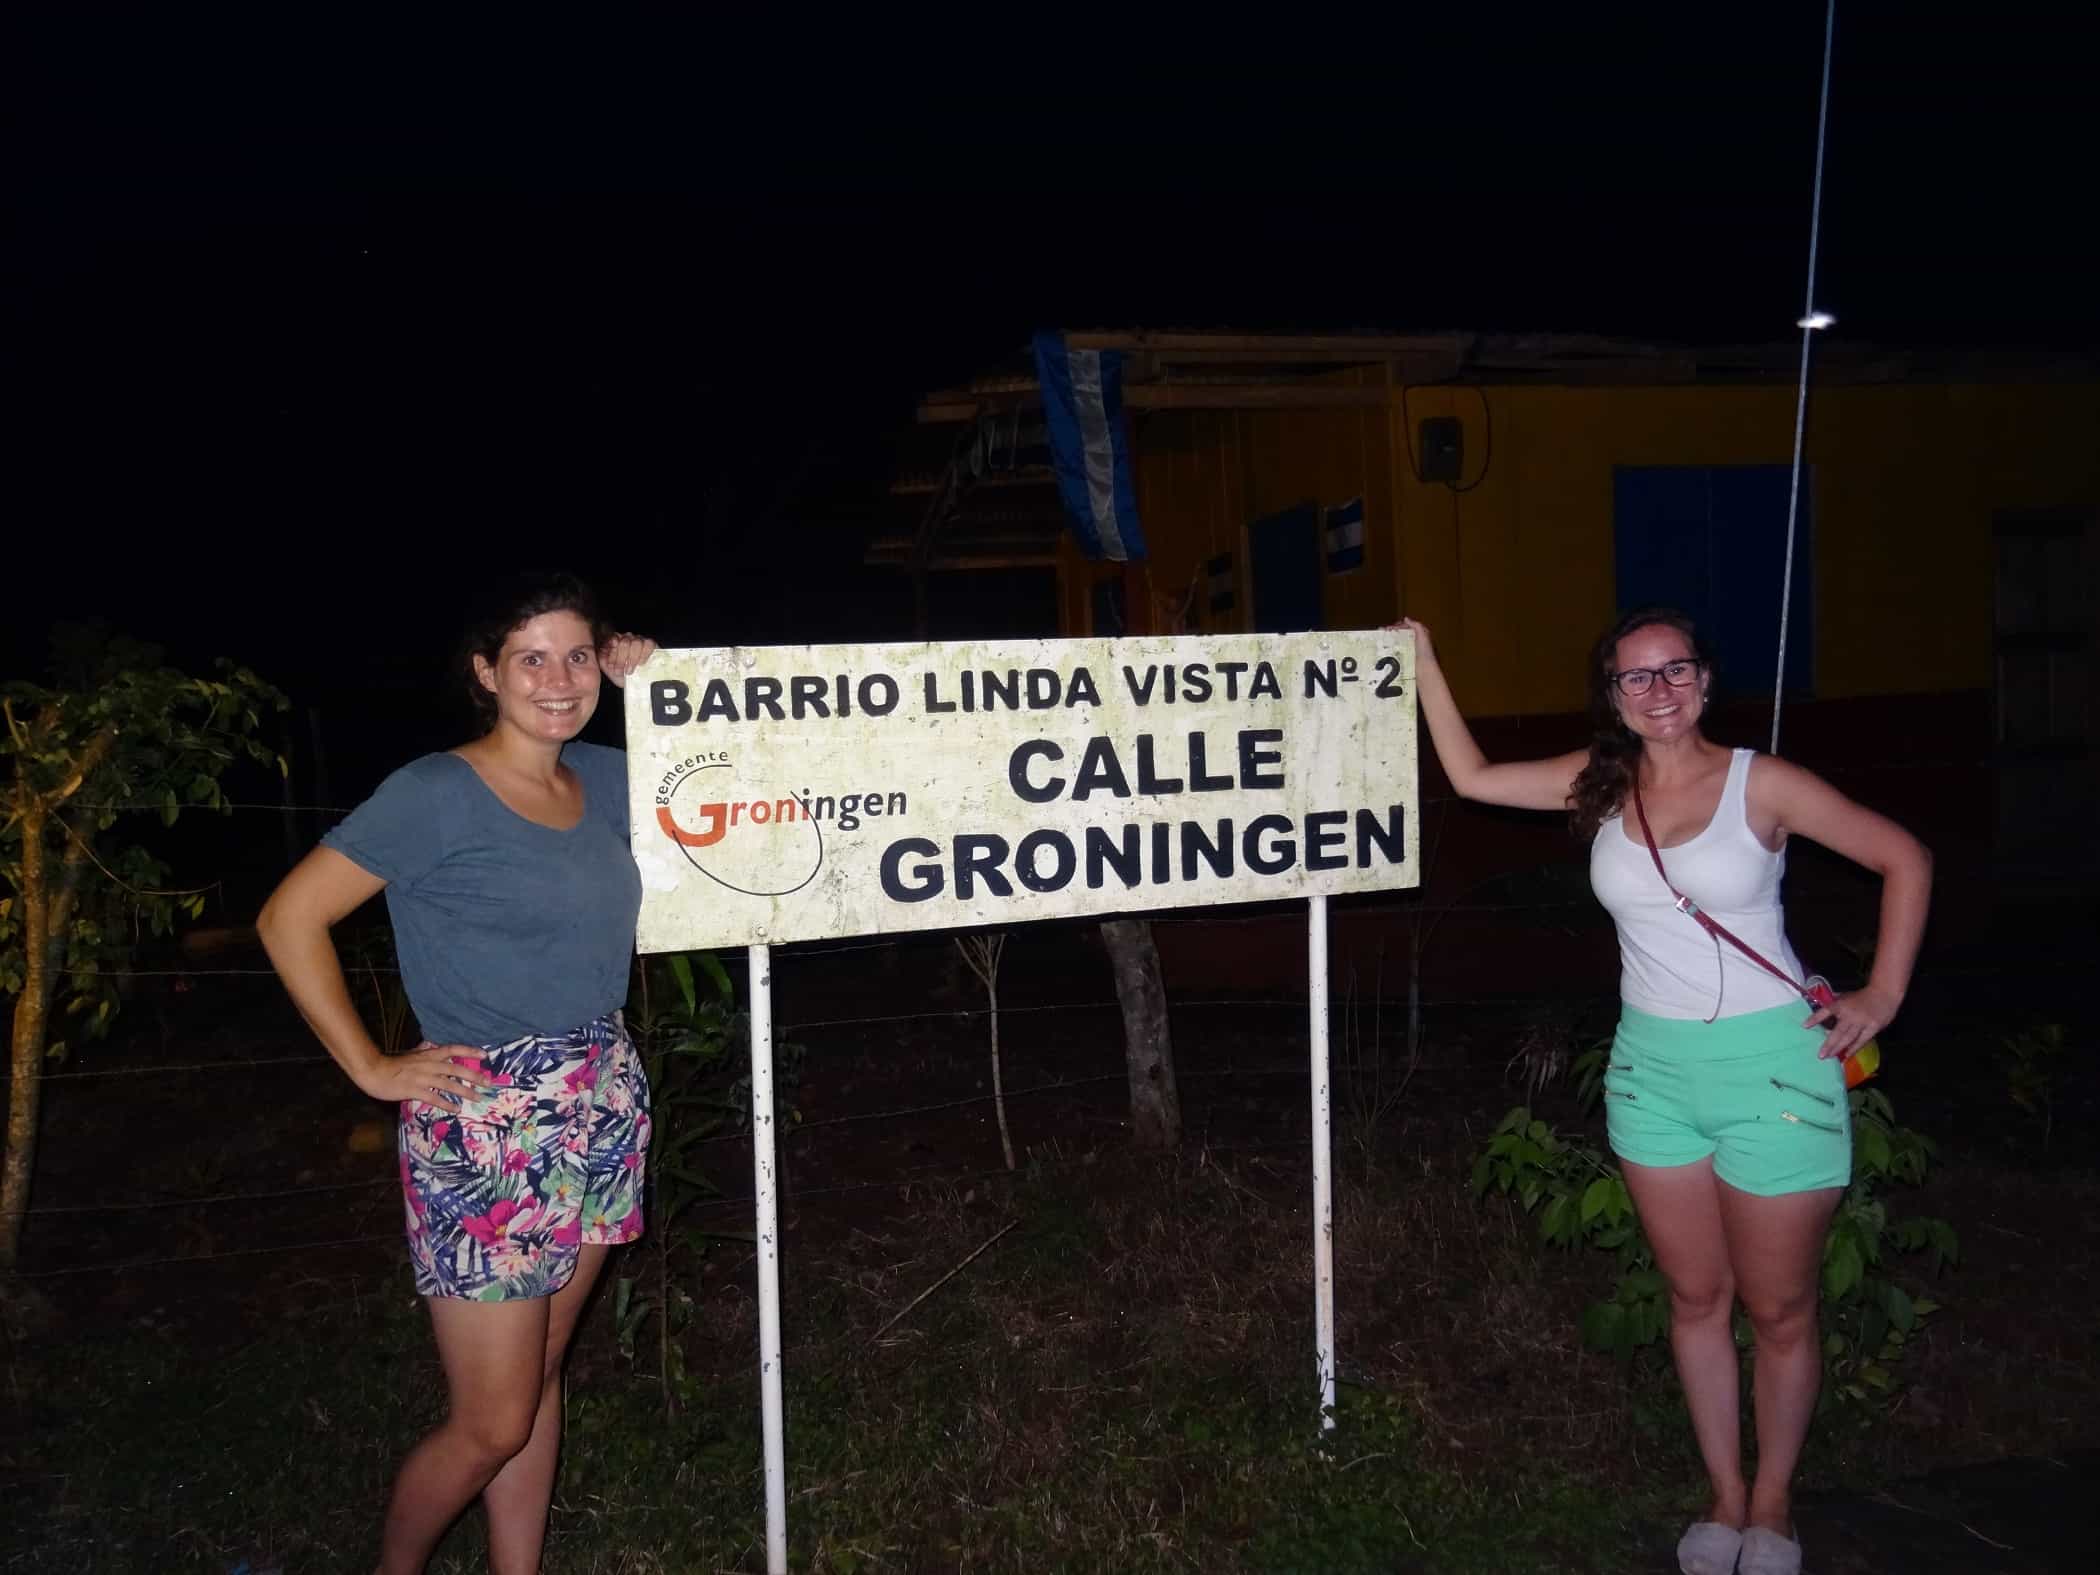 BARRIO LINDA VISTA Nº 2
gemeente
Groningen
CALLE
GRONINGEN